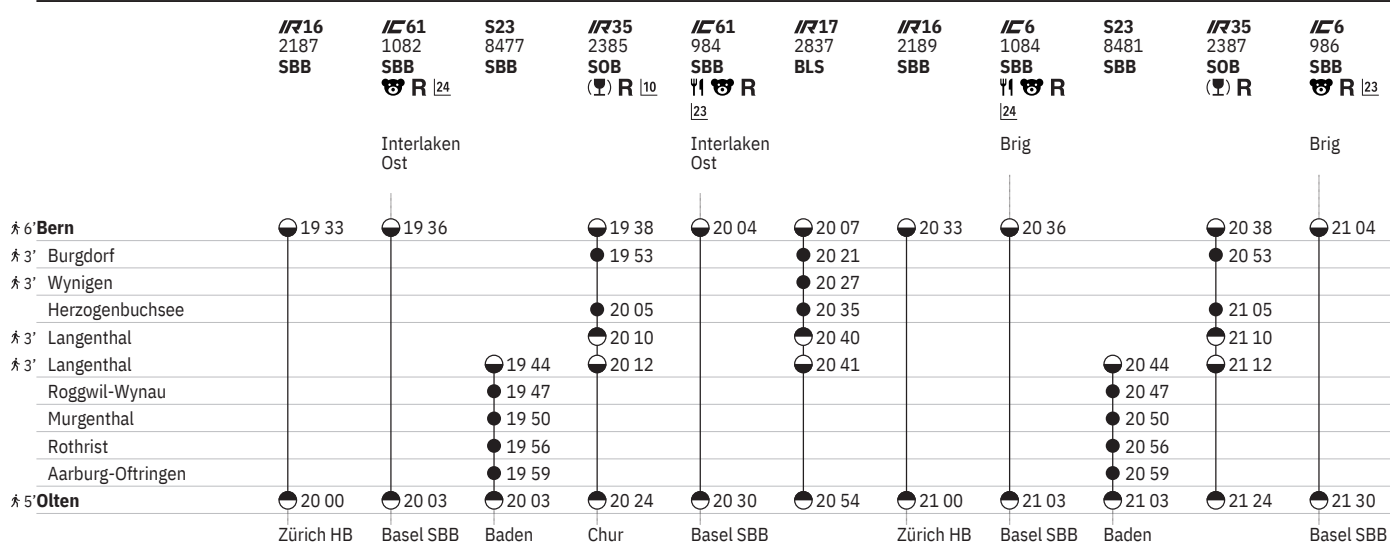 IR16 IC61 S23 IR35 IC61 IR17 IR16 IC6 S23 IR35 IC6
2187 1082 8477 2385 984 2837 2189 1084 8481 2387 986
SBB SBB SBB SOB SBB BLS SBB SBB SBB SOB SBB
R 24 R 10 R R R R 23
23 24
Interlaken Interlaken Brig Brig
Ost Ost
6' Bern 19 33 19 36 19 38 20 04 20 07 20 33 20 36 20 38 21 04
3' Burgdorf 19 53 20 21 20 53
3' Wynigen 20 27
Herzogenbuchsee 20 05 20 35 21 05
3' Langenthal 20 10 20 40 21 10
3' Langenthal 19 44 20 12 20 41 20 44 21 12
Roggwil-Wynau 19 47 20 47
Murgenthal 19 50 20 50
Rothrist 19 56 20 56
Aarburg-Oftringen 19 59 20 59
5' Olten 20 00 20 03 20 03 20 24 20 30 20 54 21 00 21 03 21 03 21 24 21 30
Zürich HB Basel SBB Baden Chur Basel SBB Zürich HB Basel SBB Baden Basel SBB